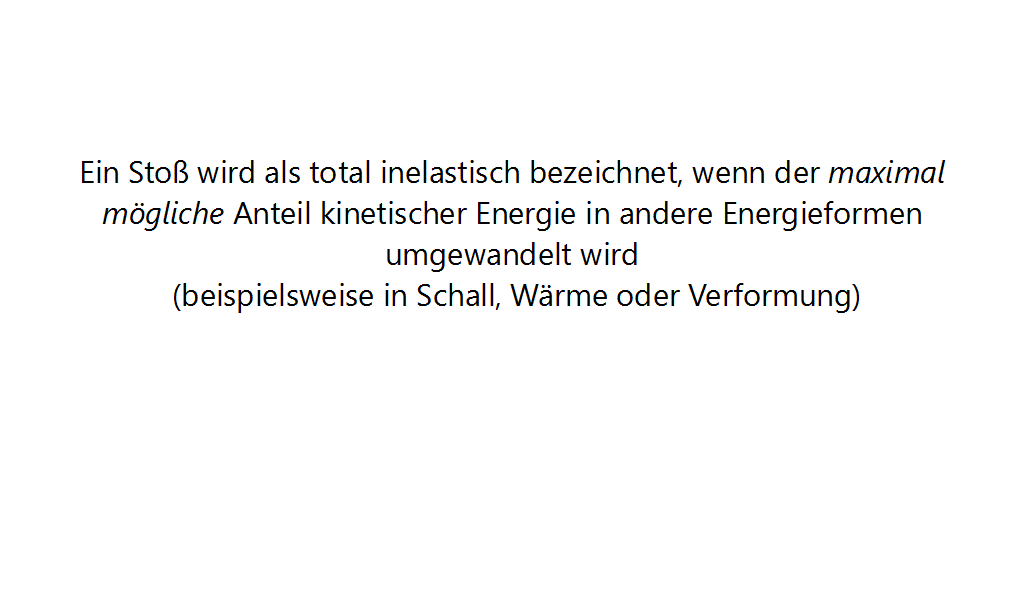 Ein Stoß wird als total inelastisch bezeichnet, wenn der maximal
mögliche Anteil kinetischer Energie in andere Energieformen
umgewandelt wird
(beispielsweise in Schall, Wärme oder Verformung)